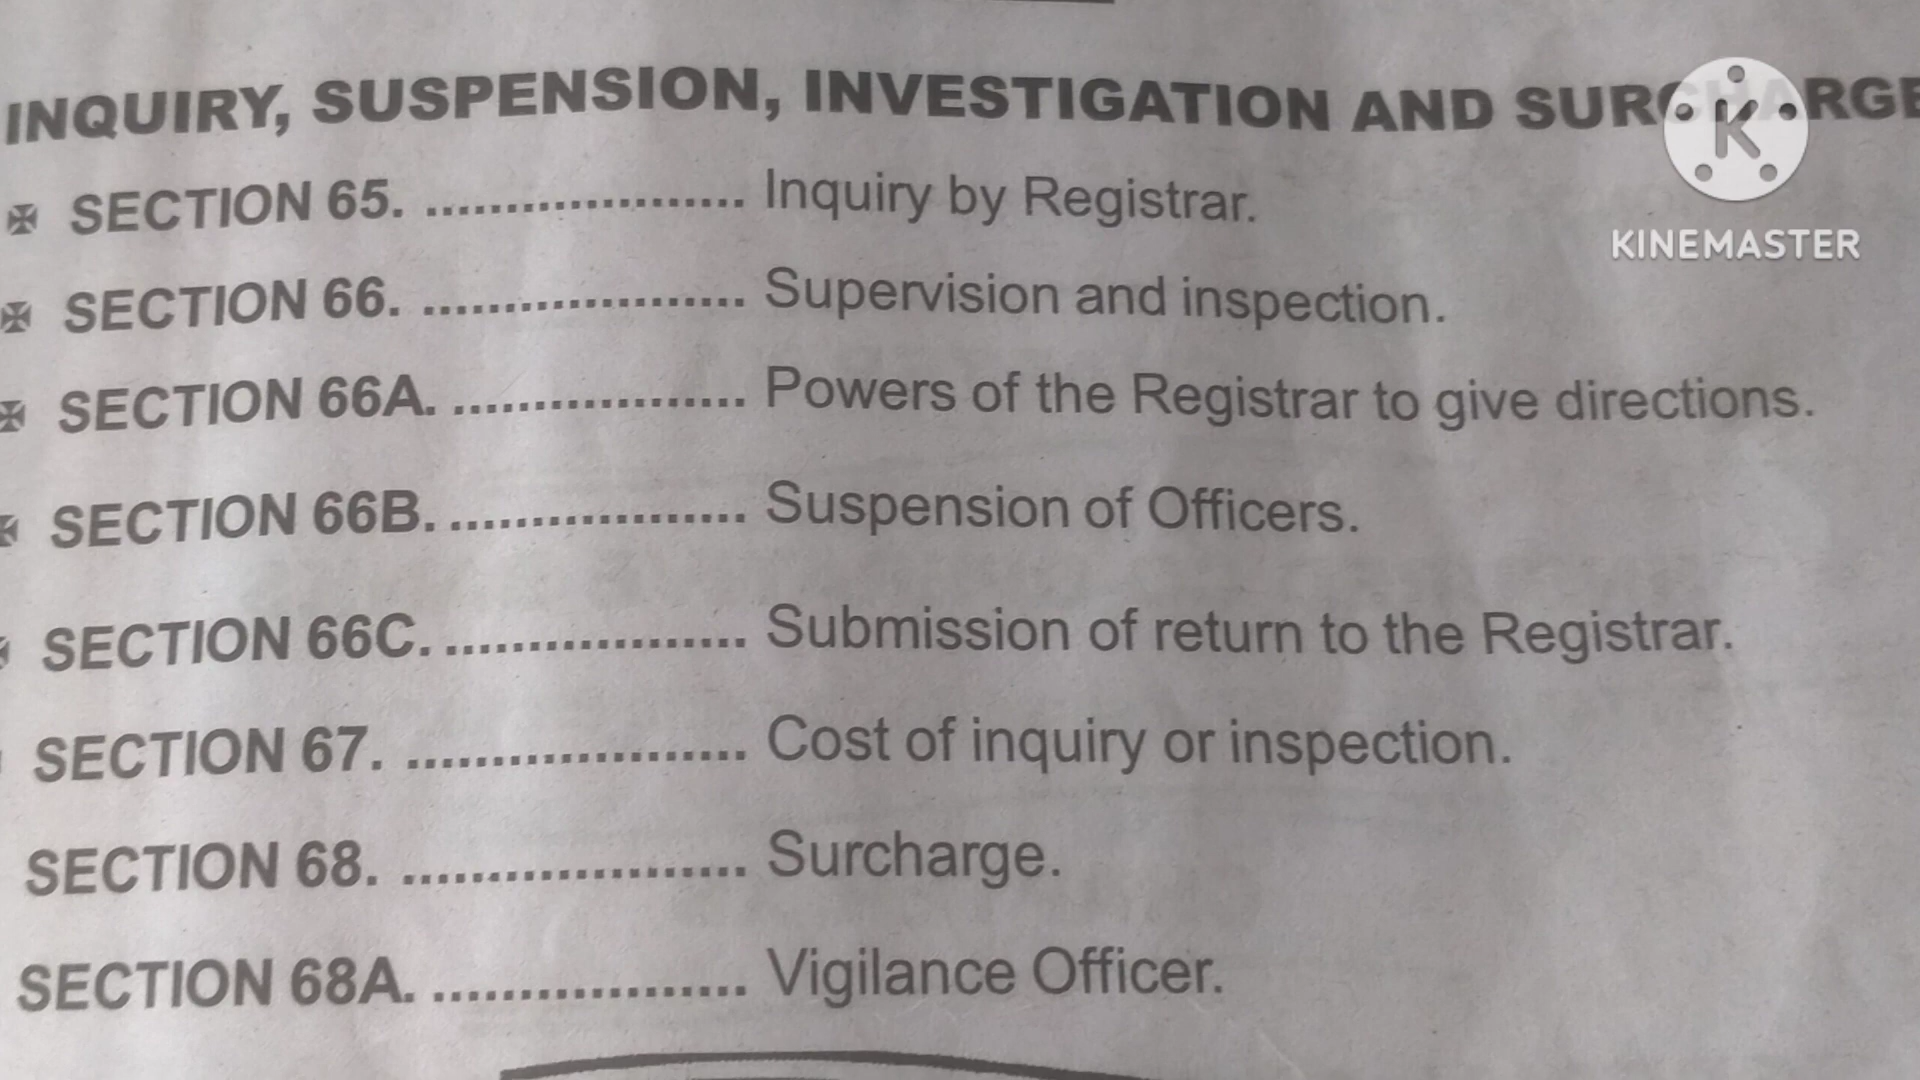 INQUIRY, SUSPENSION, INVESTIGATION AND SURCHARGE
SECTION 65. .................... Inquiry by Registrar.
SECTION 66. .................... Supervision and inspection.
SECTION 66A. .................. Powers of the Registrar to give directions.
SECTION 66B. .................. Suspension of Officers.
SECTION 66C. .................. Submission of return to the Registrar.
SECTION 67. .................... Cost of inquiry or inspection.
SECTION 68. .................... Surcharge.
SECTION 68A. .................. Vigilance Officer.
K
KINEMASTER